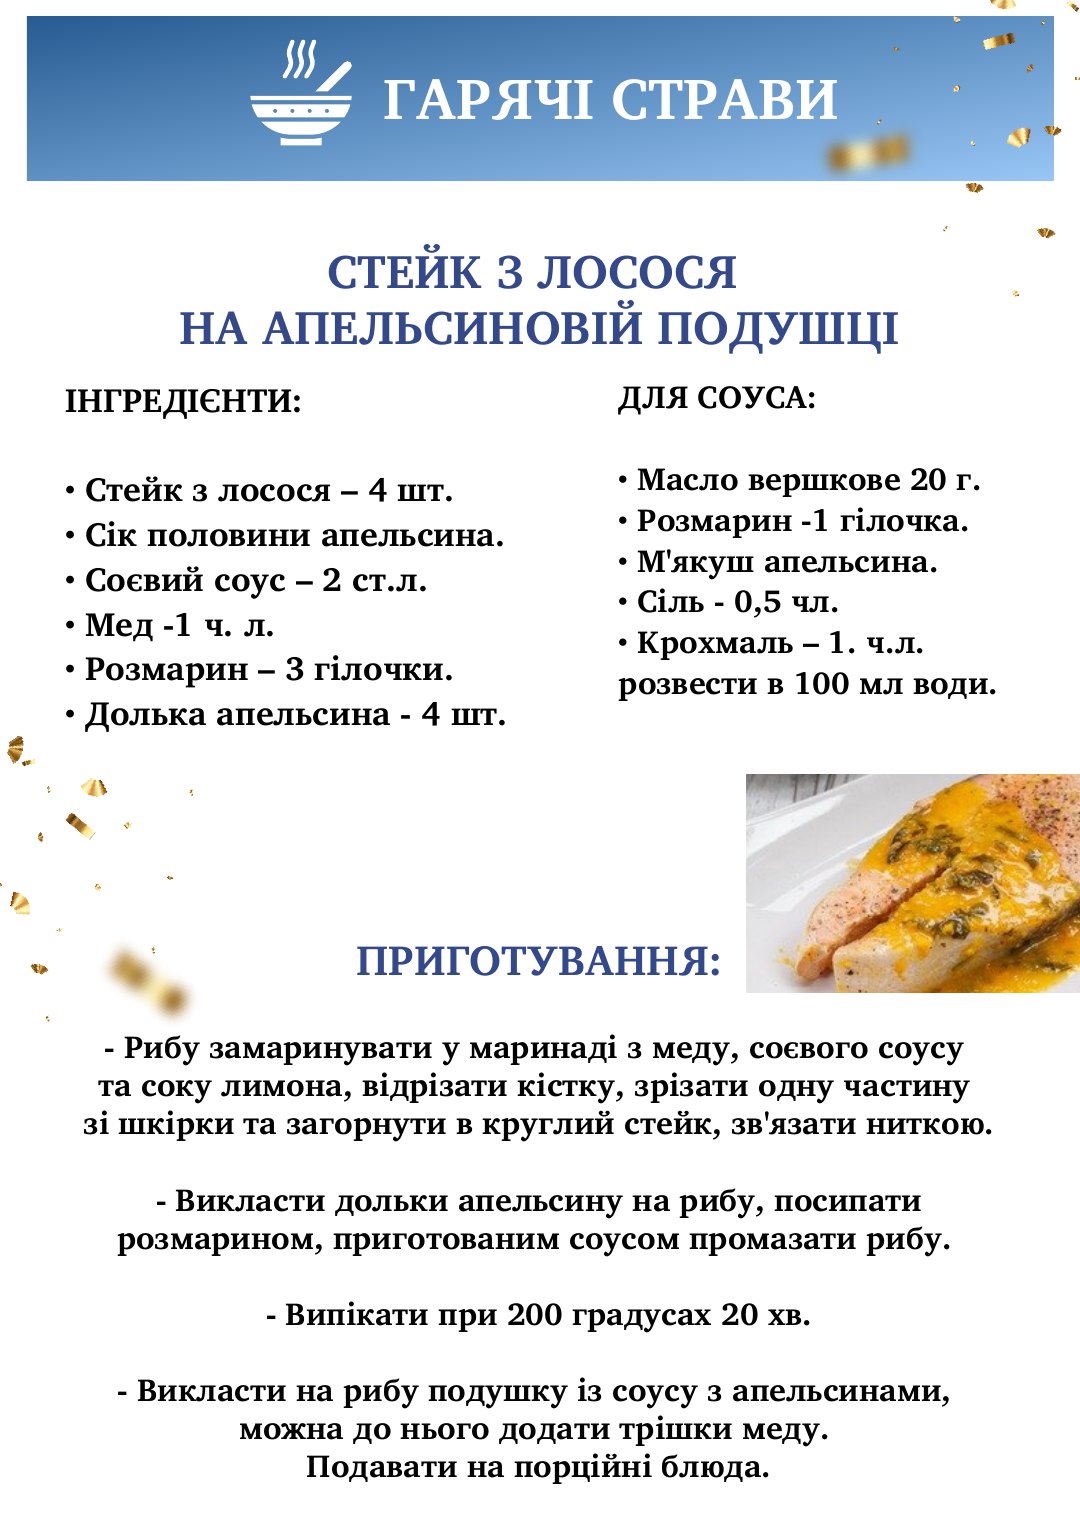 ГАРЯЧІ СТРАВИ
СТЕЙК З ЛОСОСЯ
НА АПЕЛЬСИНОВІЙ ПОДУШЦІ
ІНГРЕДІЄНТИ:
• Стейк з лосося – 4 шт.
• Сік половини апельсина.
• Соєвий соус – 2 ст.л.
• Мед -1 ч. л.
• Розмарин – 3 гілочки.
• Долька апельсина - 4 шт.
ДЛЯ СОУСА:
• Масло вершкове 20 г.
• Розмарин -1 гілочка.
• М'якуш апельсина.
• Сіль - 0,5 чл.
• Крохмаль – 1. ч.л.
розвести в 100 мл води.
ПРИГОТУВАННЯ:
- Рибу замаринувати у маринаді з меду, соєвого соусу
та соку лимона, відрізати кістку, зрізати одну частину
зі шкірки та загорнути в круглий стейк, зв'язати ниткою.
- Викласти дольки апельсину на рибу, посипати
розмарином, приготованим соусом промазати рибу.
- Випікати при 200 градусах 20 хв.
- Викласти на рибу подушку із соусу з апельсинами,
можна до нього додати трішки меду.
Подавати на порційні блюда.